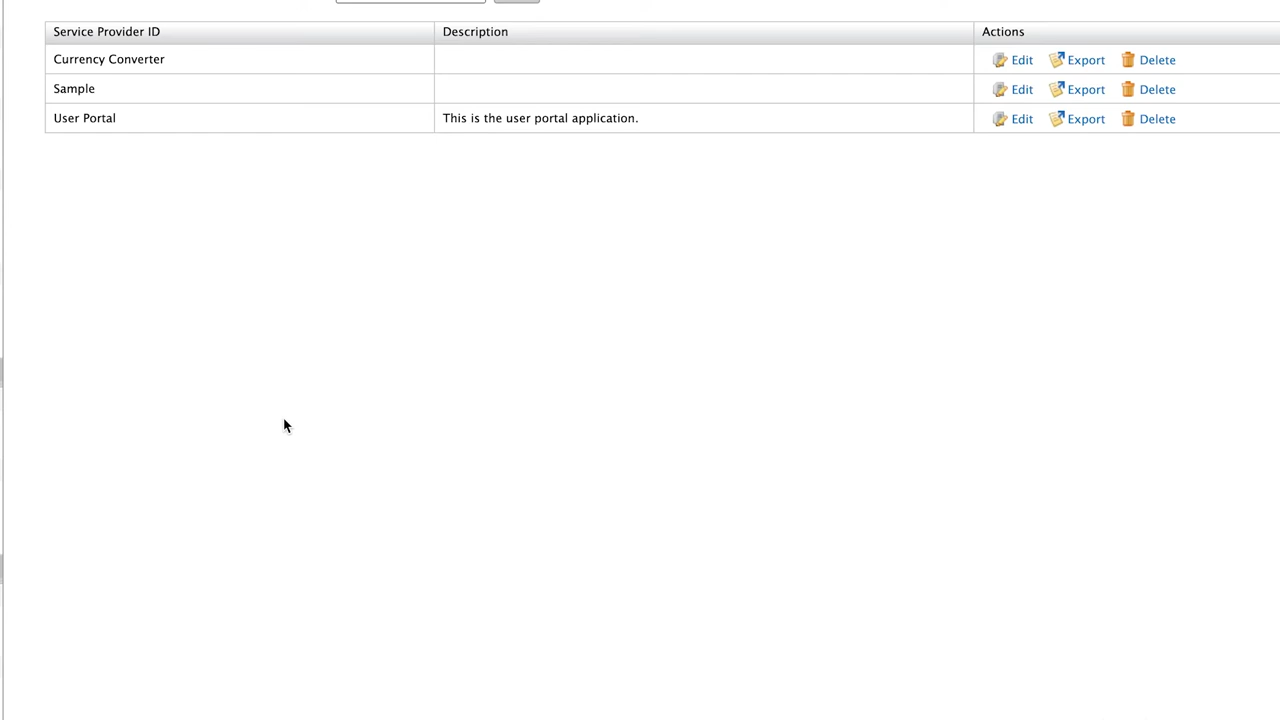 Service Provider ID Description Actions
Currency Converter Edit Export Delete
Sample Edit Export Delete
User Portal This is the user portal application. Edit Export Delete